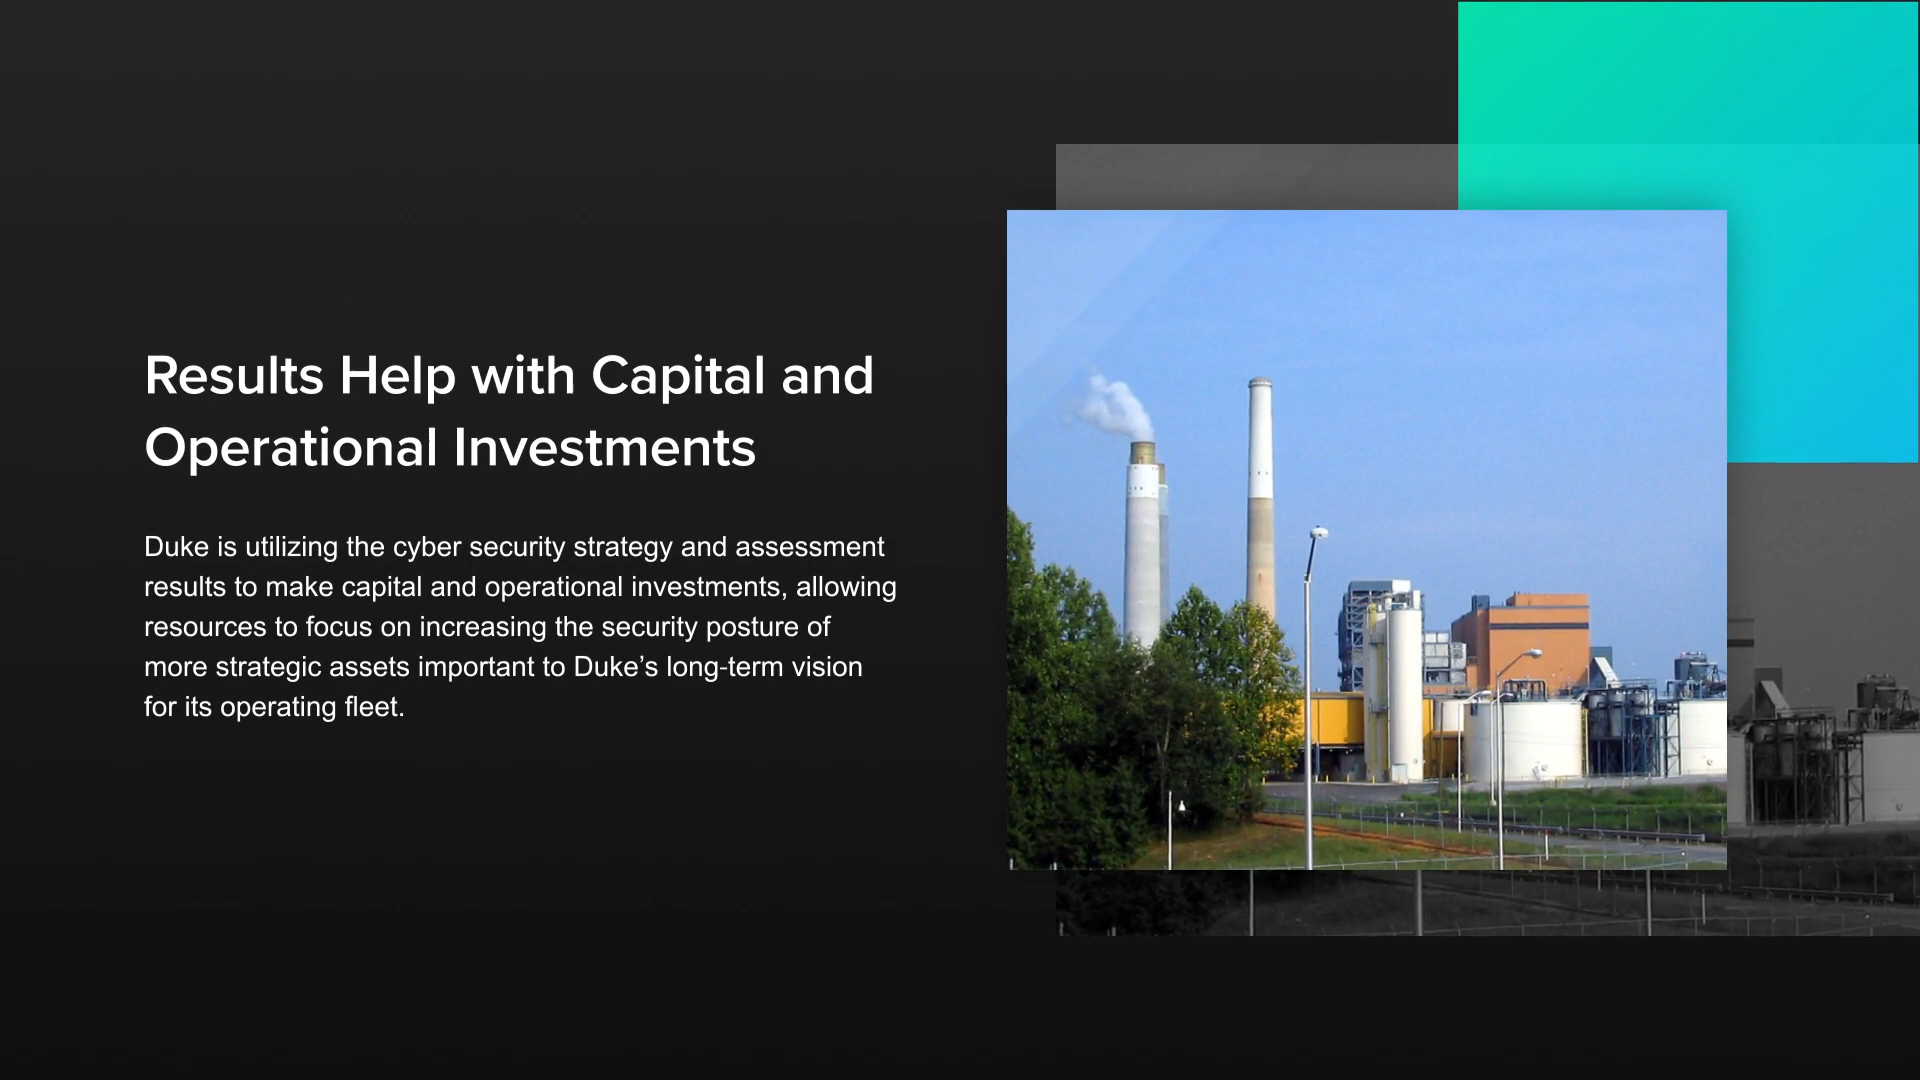 Results Help with Capital and
Operational Investments
Duke is utilizing the cyber security strategy and assessment
results to make capital and operational investments, allowing
resources to focus on increasing the security posture of
more strategic assets important to Duke’s long-term vision
for its operating fleet.